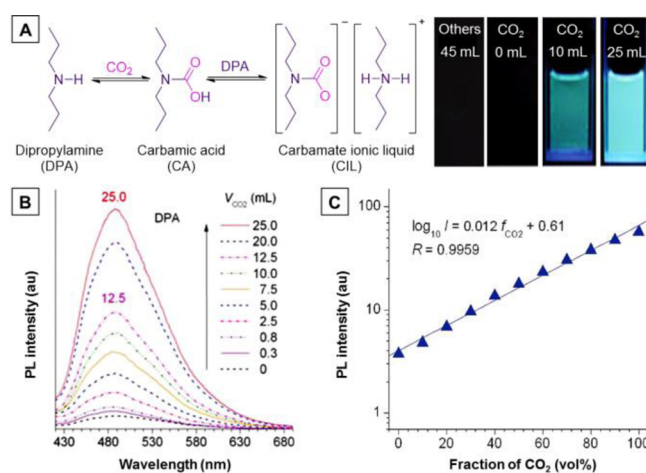 A
N-H
CO2
N
O
OH
DPA
N
O
O
−
H-N-H
+
Dipropylamine
(DPA)
Carbamic acid
(CA)
Carbamate ionic liquid
(CIL)
Others
45 mL
CO2
0 mL
CO2
10 mL
CO2
25 mL
B
PL intensity (au)
25.0
12.5
DPA
VCO2 (mL)
25.0
20.0
12.5
10.0
7.5
5.0
2.5
0.8
0.3
0
430 480 530 580 630 680
Wavelength (nm)
C
PL intensity (au)
100
10
1
log10 I = 0.012 fCO2 + 0.61
R = 0.9959
0 20 40 60 80 100
Fraction of CO2 (vol%)